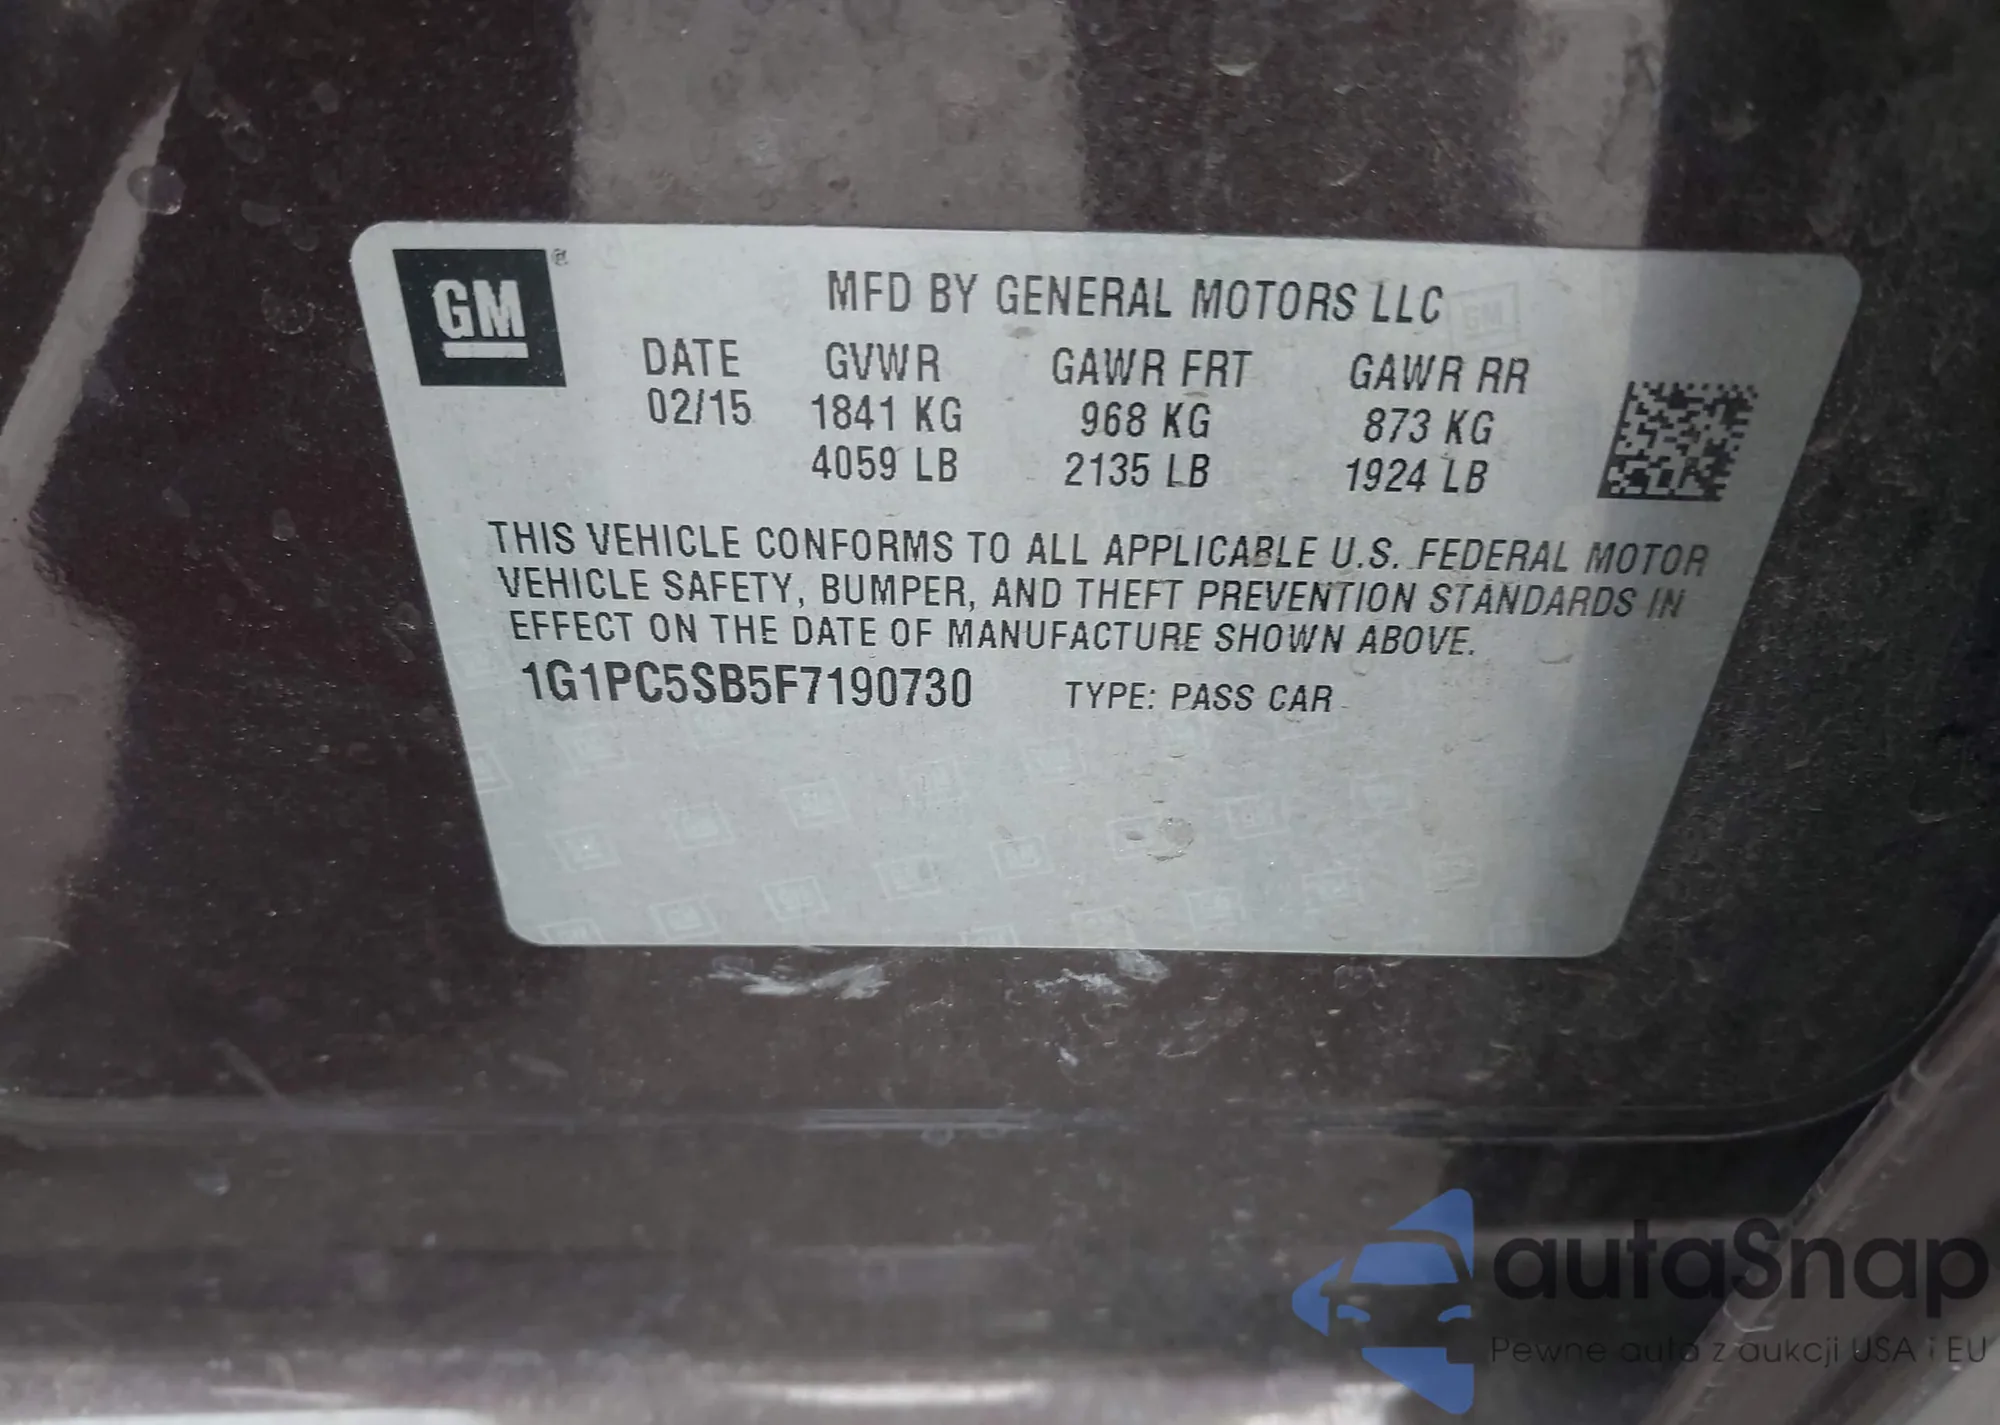 GM®
MFD BY GENERAL MOTORS LLC
DATE GVWR GAWR FRT GAWR RR
02/15 1841 KG 968 KG 873 KG
4059 LB 2135 LB 1924 LB
THIS VEHICLE CONFORMS TO ALL APPLICABLE U.S. FEDERAL MOTOR
VEHICLE SAFETY, BUMPER, AND THEFT PREVENTION STANDARDS IN
EFFECT ON THE DATE OF MANUFACTURE SHOWN ABOVE.
1G1PC5SB5F7190730 TYPE: PASS CAR
autaSnap
Pewne auta z aukcji USA i EU